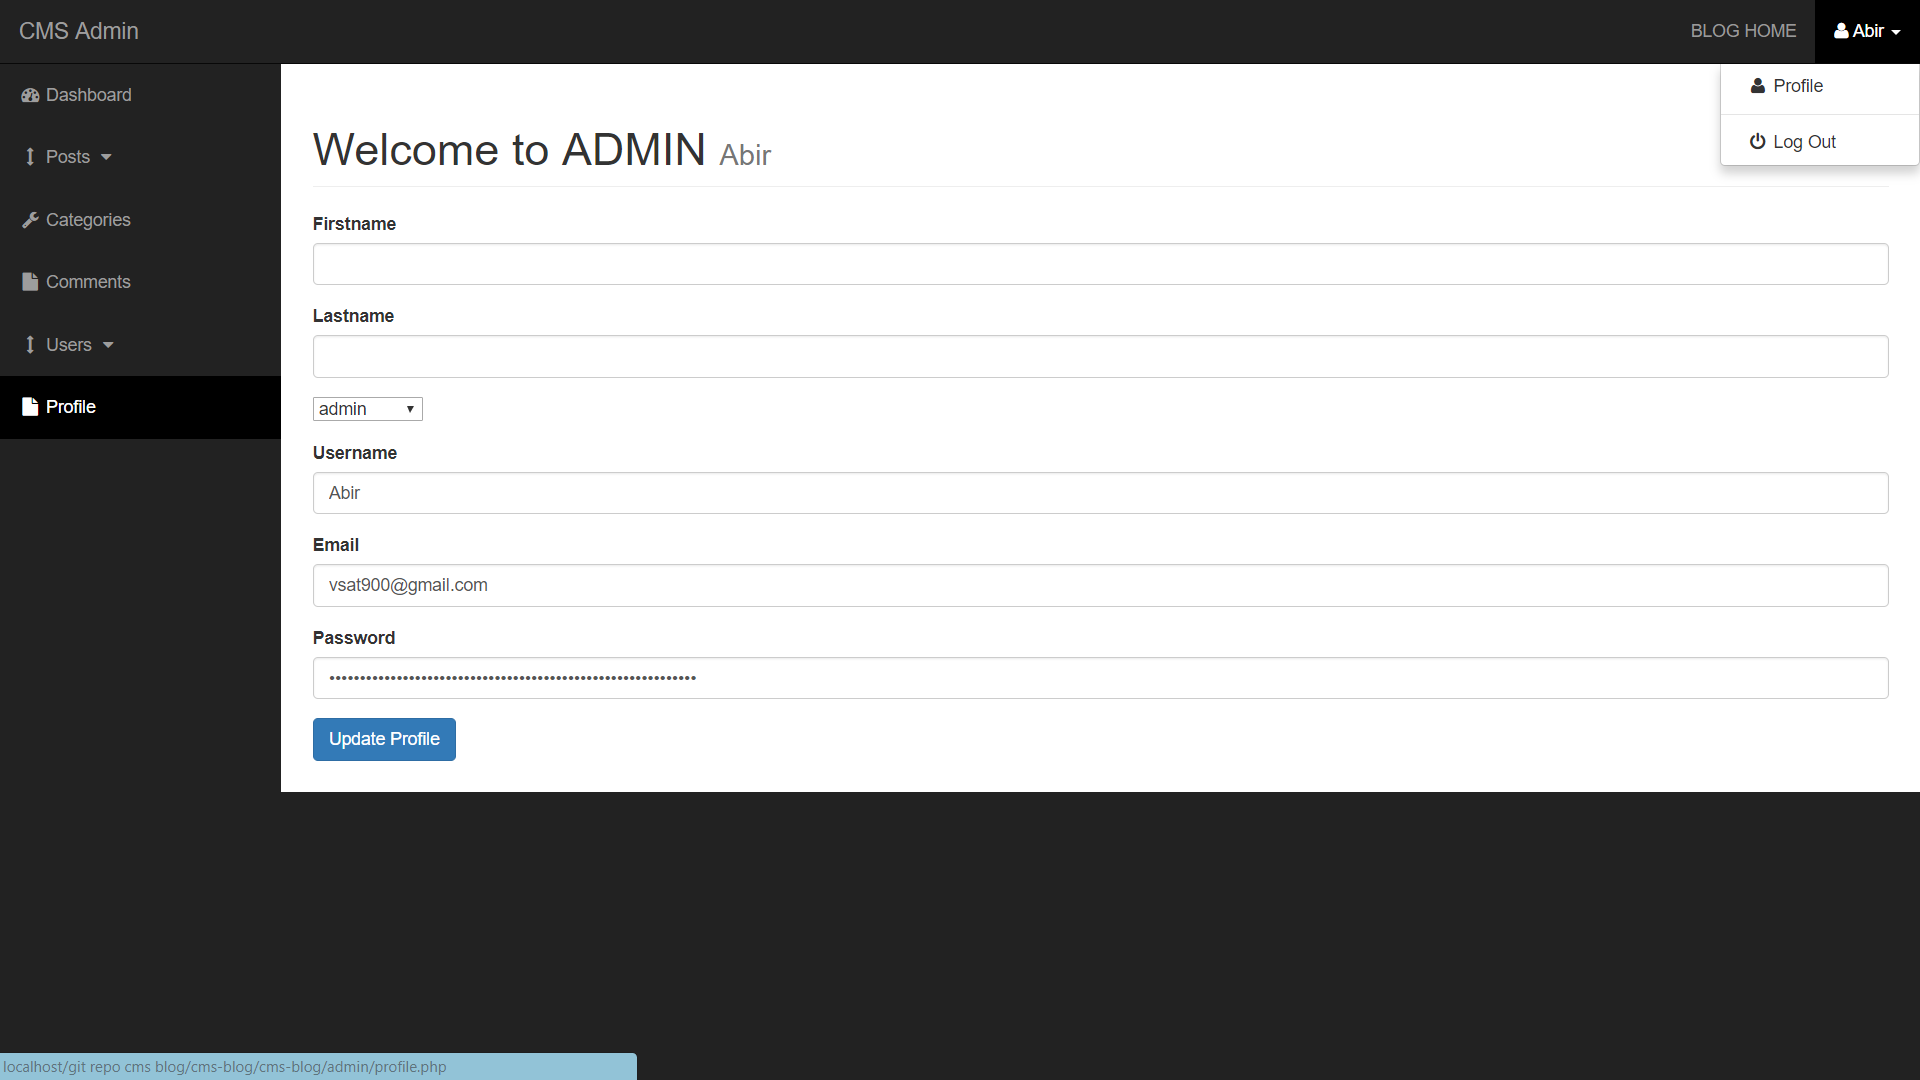 CMS Admin
BLOG HOME
Abir
Dashboard
Posts
Categories
Comments
Users
Profile
Profile
Log Out
Welcome to ADMIN Abir
Firstname
Lastname
admin
Username
Abir
Email
vsat900@gmail.com
Password
••••••••••••••••••••••••••••••••••••••••••••••••••••••••••••
Update Profile
localhost/git repo cms blog/cms-blog/cms-blog/admin/profile.php